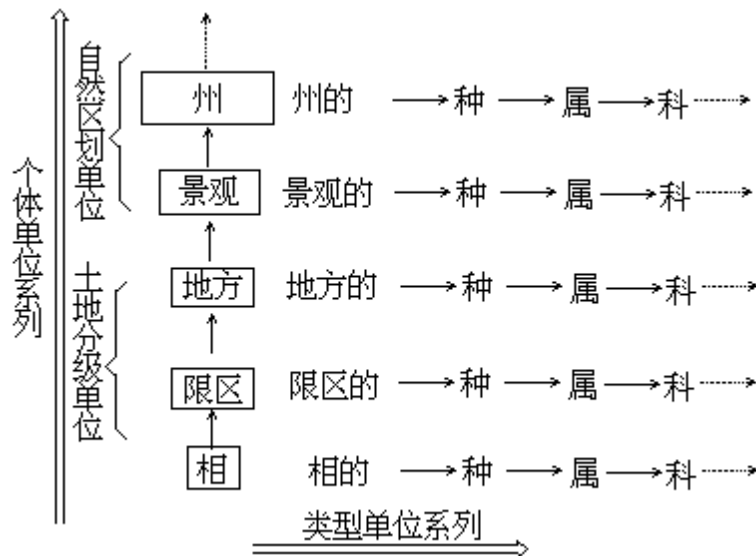 个体单位系列
自然区划单位
土地分级单位
州 州的 种 属 科
景观 景观的 种 属 科
地方 地方的 种 属 科
限区 限区的 种 属 科
相 相的 种 属 科
类型单位系列